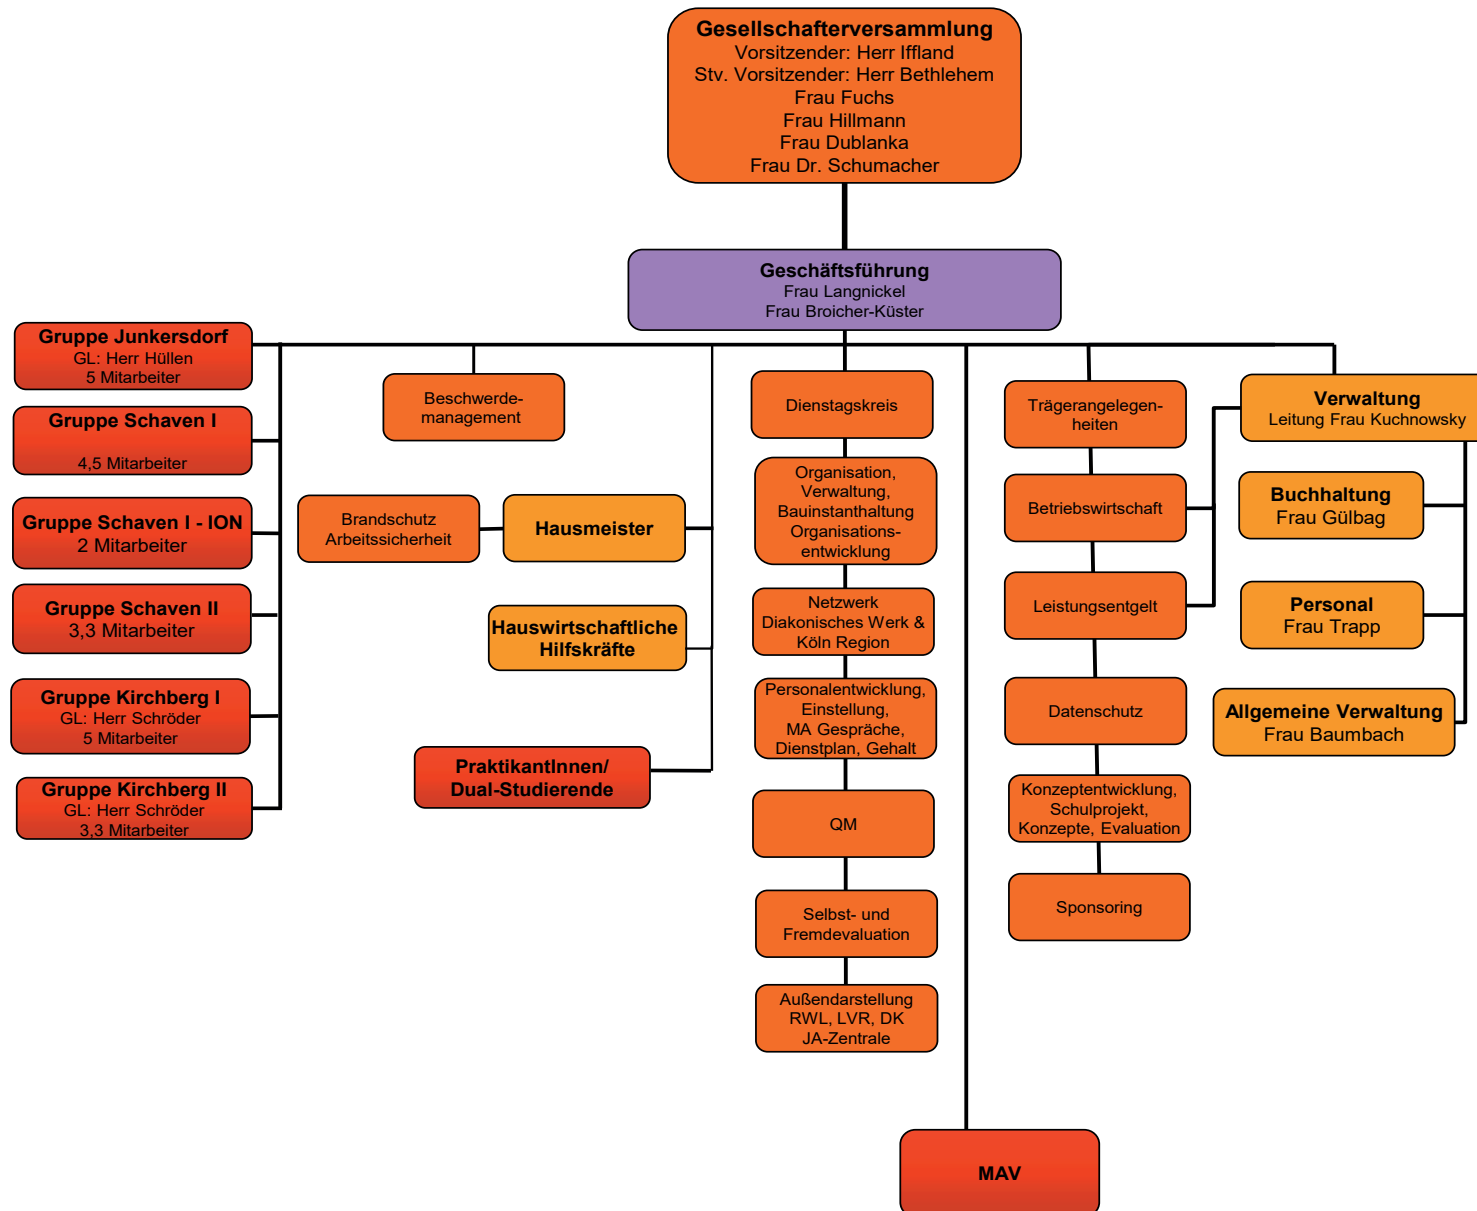 Gesellschafterversammlung
Vorsitzender: Herr Iffland
Stv. Vorsitzender: Herr Bethlehem
Frau Fuchs
Frau Hillmann
Frau Dublanka
Frau Dr. Schumacher
Geschäftsführung
Frau Langnickel
Frau Broicher-Küster
Gruppe Junkersdorf
GL: Herr Hüllen
5 Mitarbeiter
Gruppe Schaven I
4,5 Mitarbeiter
Gruppe Schaven I - ION
2 Mitarbeiter
Gruppe Schaven II
3,3 Mitarbeiter
Gruppe Kirchberg I
GL: Herr Schröder
5 Mitarbeiter
Gruppe Kirchberg II
GL: Herr Schröder
3,3 Mitarbeiter
Beschwerde-
management
Brandschutz
Arbeitssicherheit
Hausmeister
Hauswirtschaftliche
Hilfskräfte
PraktikantInnen/
Dual-Studierende
Dienstagskreis
Organisation,
Verwaltung,
Bauinstanthaltung
Organisations-
entwicklung
Netzwerk
Diakonisches Werk &
Köln Region
Personalentwicklung,
Einstellung,
MA Gespräche,
Dienstplan, Gehalt
QM
Selbst- und
Fremdevaluation
Außendarstellung
RWL, LVR, DK
JA-Zentrale
MAV
Trägerangelegen-
heiten
Betriebswirtschaft
Leistungsentgelt
Datenschutz
Konzeptentwicklung,
Schulprojekt,
Konzepte, Evaluation
Sponsoring
Verwaltung
Leitung Frau Kuchnowsky
Buchhaltung
Frau Gülbag
Personal
Frau Trapp
Allgemeine Verwaltung
Frau Baumbach